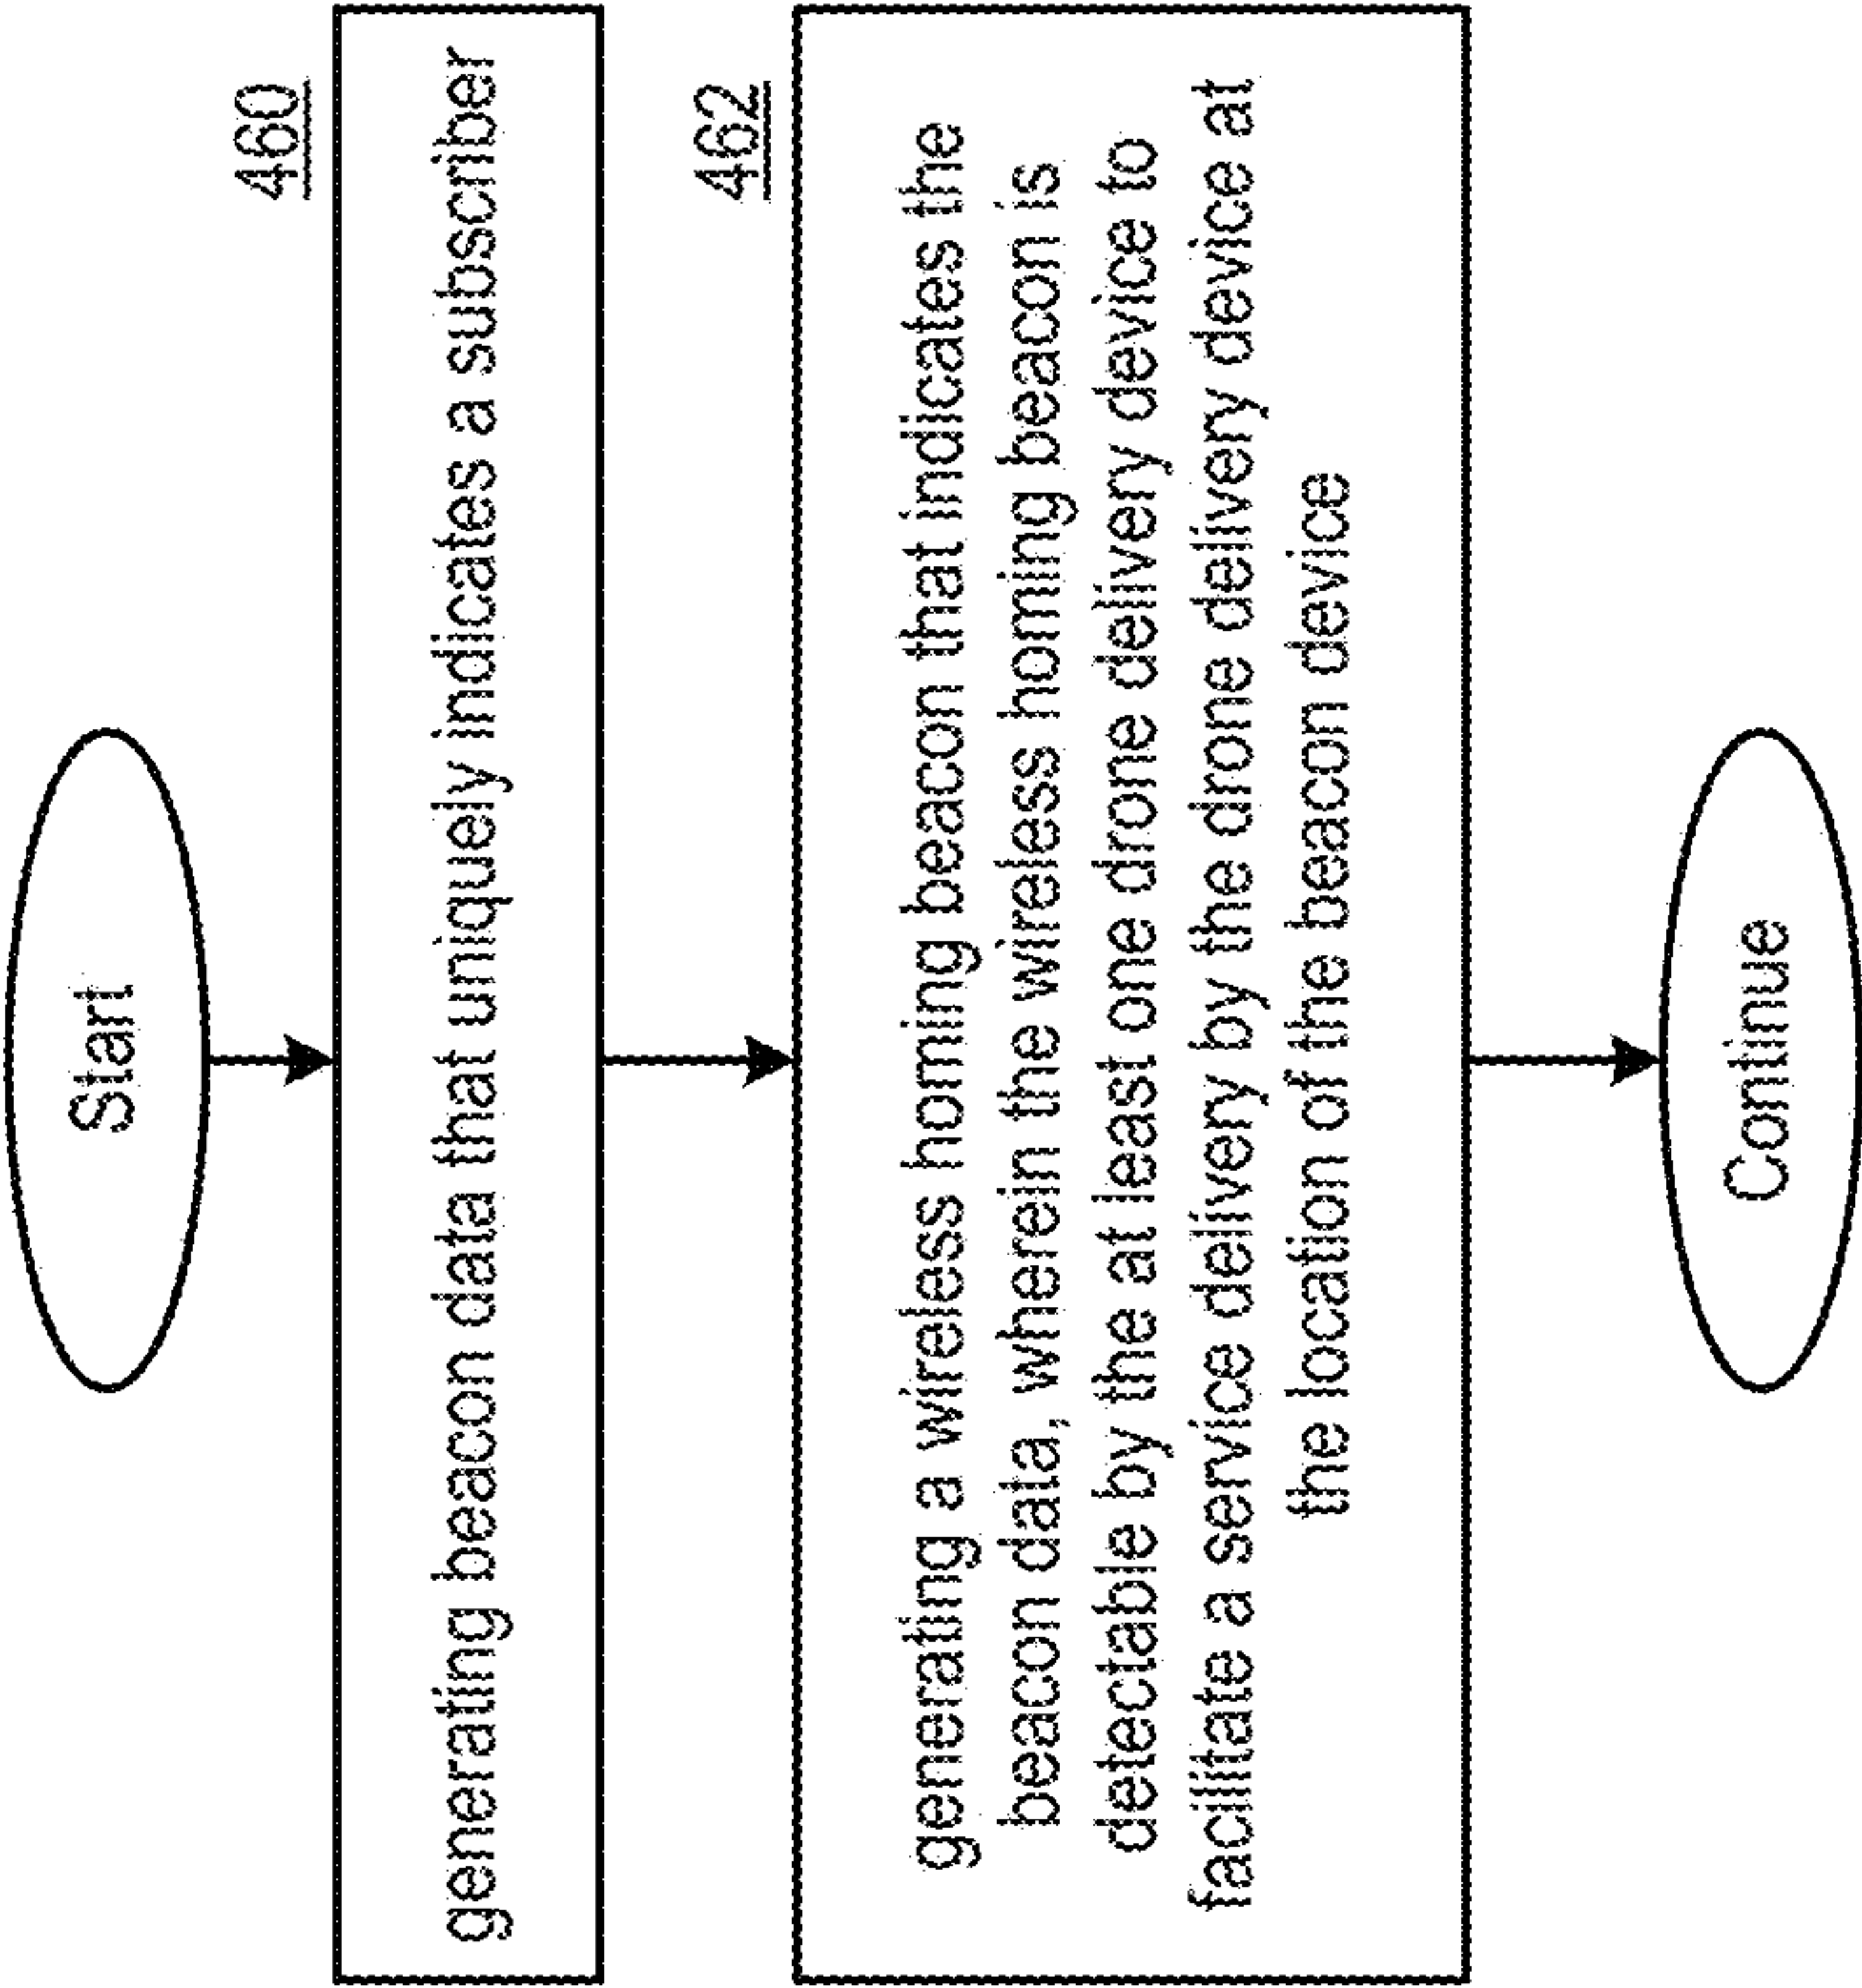 Start
460
generating beacon data that uniquely indicates a subscriber
462
generating a wireless homing beacon that indicates the
beacon data, wherein the wireless homing beacon is
detectable by the at least one drone delivery device to
facilitate a service delivery by the drone delivery device at
the location of the beacon device
Continue